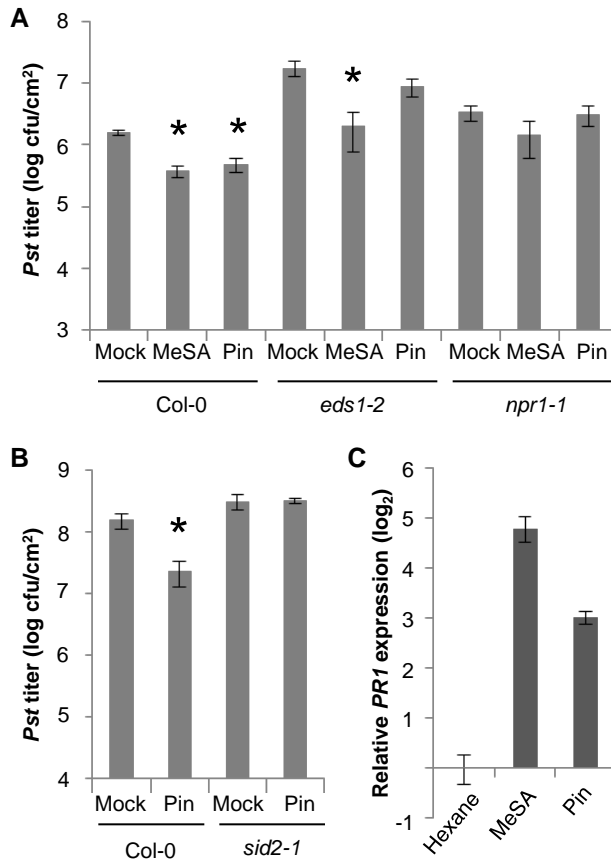 A
Pst titer (log cfu/cm²)
8
7
6
5
4
3
* * *
Mock MeSA Pin Mock MeSA Pin Mock MeSA Pin
Col-0 eds1-2 npr1-1
B
Pst titer (log cfu/cm²)
9
8
7
6
5
4
*
Mock Pin Mock Pin
Col-0 sid2-1
C
Relative PR1 expression (log₂)
6
5
4
3
2
1
-1
Hexane MeSA Pin